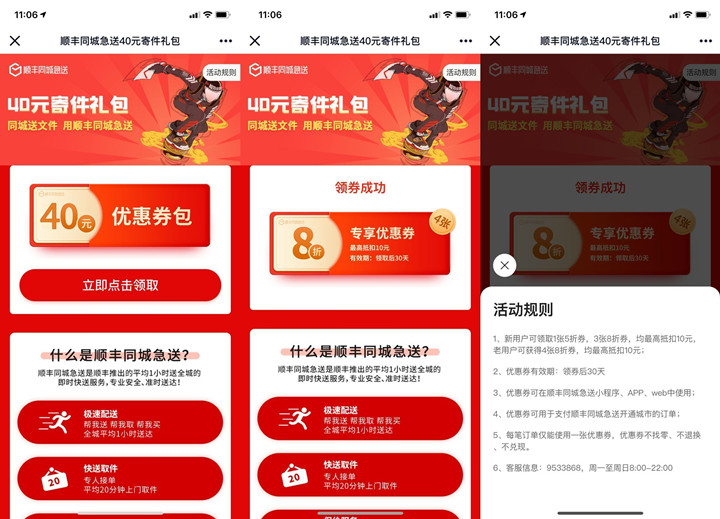 11:06
顺丰同城急送40元寄件礼包
顺丰同城急送
活动规则
40元寄件礼包
同城送文件 用顺丰同城急送
40元
优惠券包
立即点击领取
什么是顺丰同城急送？
顺丰同城急送是顺丰推出的平均1小时送全城的
即时快送服务，专业安全、准时送达！
极速配送
帮我送 帮我取 帮我买
全城平均1小时送达
快送取件
20
专人接单
平均20分钟上门取件
11:06
顺丰同城急送40元寄件礼包
顺丰同城急送
活动规则
40元寄件礼包
同城送文件 用顺丰同城急送
领券成功
4张
8折
专享优惠券
最高抵扣10元
有效期：领取后30天
什么是顺丰同城急送？
顺丰同城急送是顺丰推出的平均1小时送全城的
即时快送服务，专业安全、准时送达！
极速配送
帮我送 帮我取 帮我买
全城平均1小时送达
快送取件
20
专人接单
平均20分钟上门取件
11:06
顺丰同城急送40元寄件礼包
顺丰同城急送
活动规则
40元寄件礼包
同城送文件 用顺丰同城急送
领券成功
4张
8折
专享优惠券
最高抵扣10元
有效期：领取后30天
活动规则
1、新用户可领取1张5折券，3张8折券，均最高抵扣10元，
老用户可获得4张8折券，均最高抵扣10元；
2、优惠券有效期：领券后30天
3、优惠券可在顺丰同城急送小程序、APP、web中使用；
4、优惠券可用于支付顺丰同城急送开通城市的订单；
5、每笔订单仅能使用一张优惠券，优惠券不找零、不退换
、不兑现。
6、客服信息：9533868，周一至周日8:00-22:00